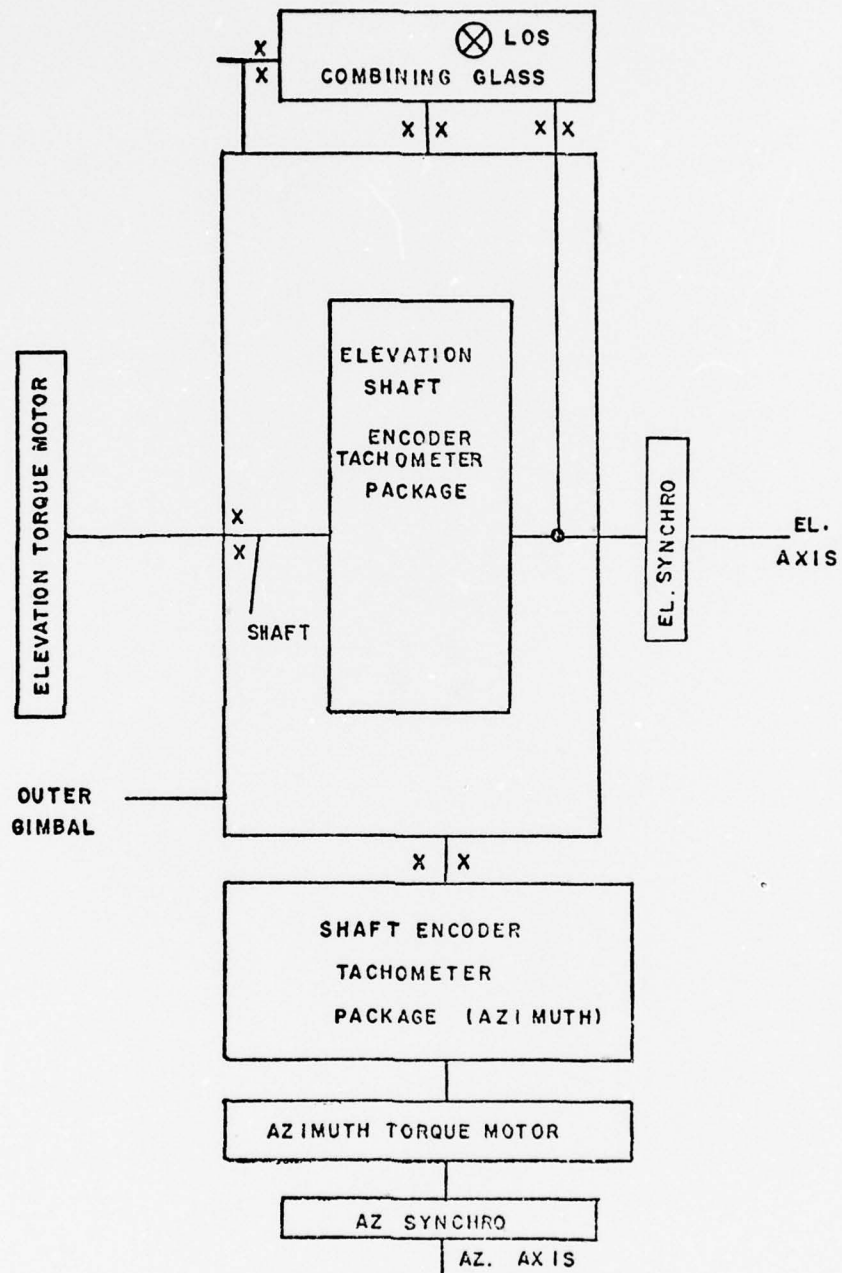 X
X
LOS
COMBINING GLASS
X X
X X
ELEVATION
SHAFT
ENCODER
TACHOMETER
PACKAGE
ELEVATION TORQUE MOTOR
X
X
SHAFT
EL. SYNCHRO
EL.
AXIS
OUTER
GIMBAL
X X
SHAFT ENCODER
TACHOMETER
PACKAGE (AZIMUTH)
AZIMUTH TORQUE MOTOR
AZ SYNCHRO
AZ. AXIS